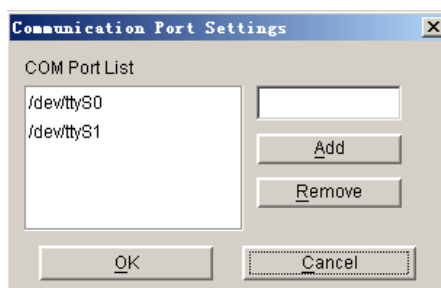 Communication Port Settings
COM Port List
/dev/ttyS0
/dev/ttyS1
Add
Remove
OK
Cancel